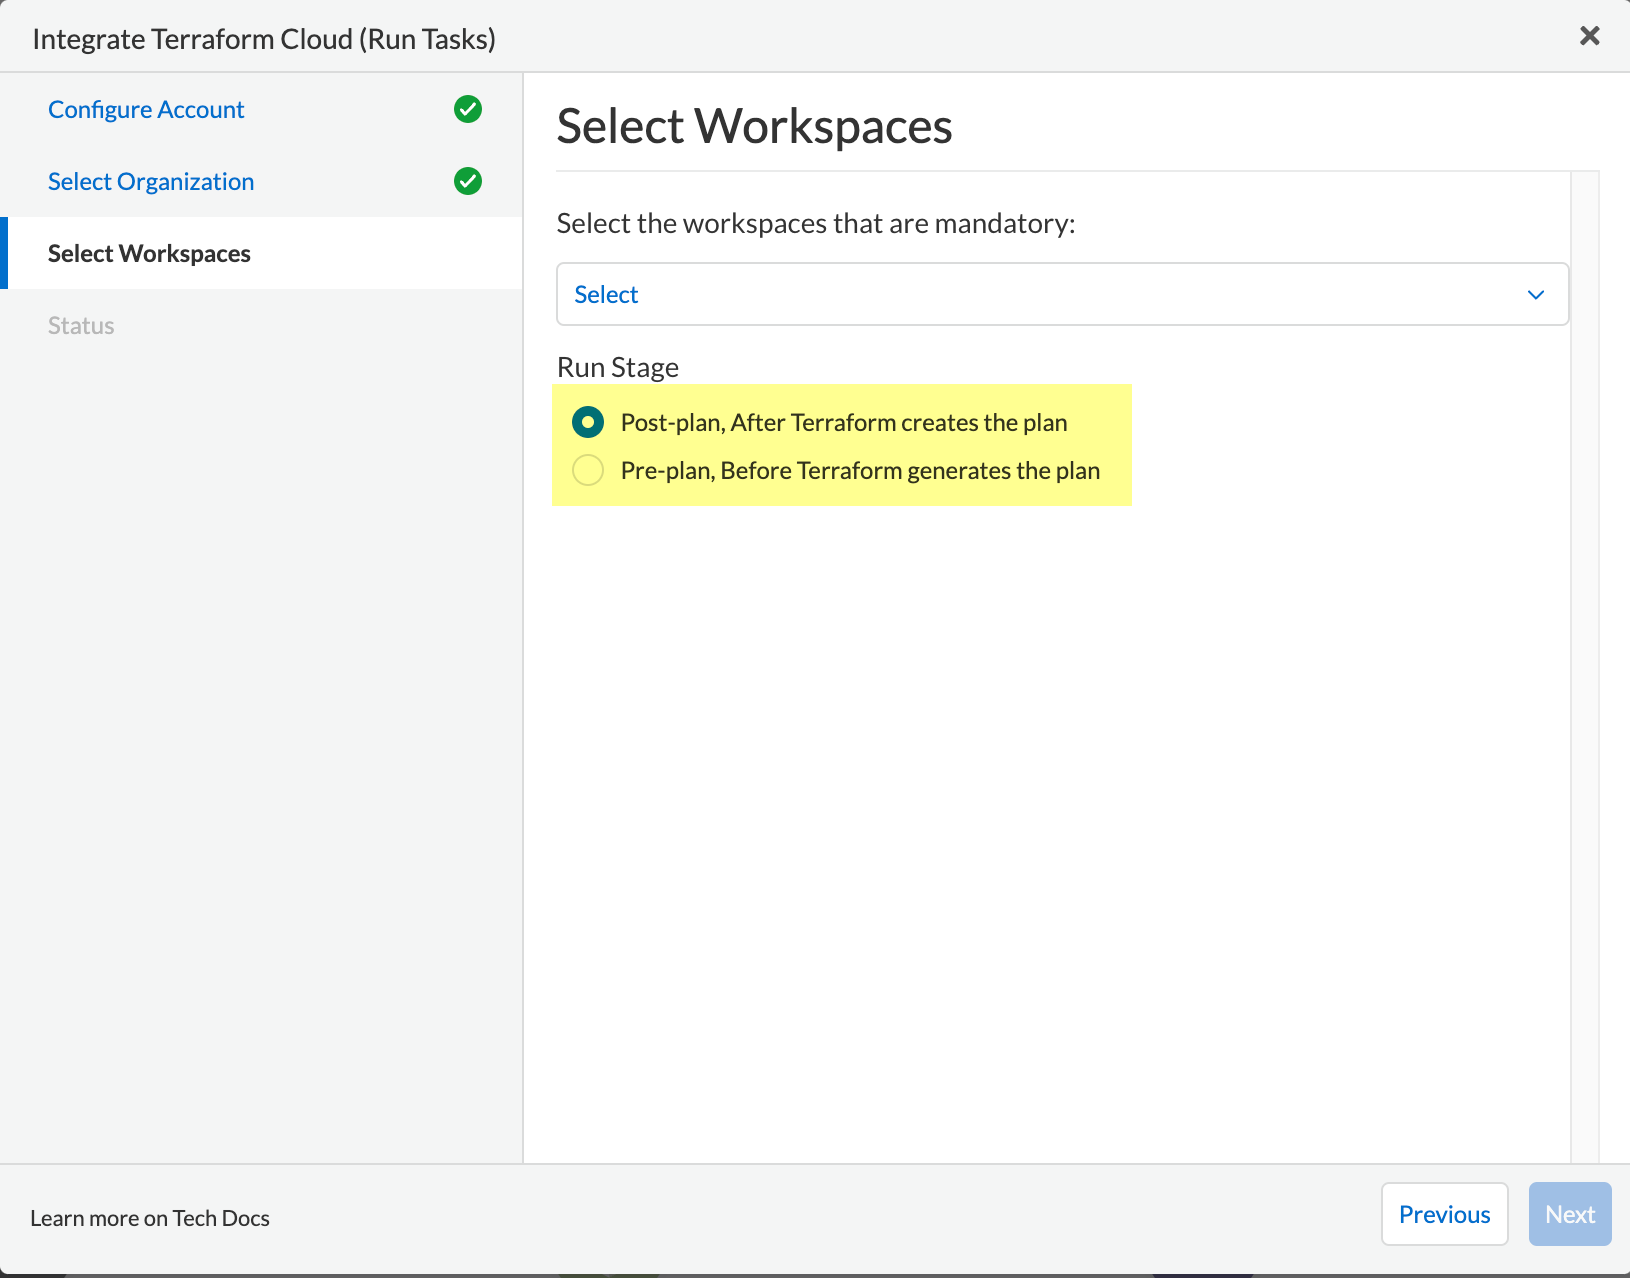 Integrate Terraform Cloud (Run Tasks)
Configure Account
Select Organization
Select Workspaces
Status
Select Workspaces
Select the workspaces that are mandatory:
Select
Run Stage
Post-plan, After Terraform creates the plan
Pre-plan, Before Terraform generates the plan
Learn more on Tech Docs
Previous
Next